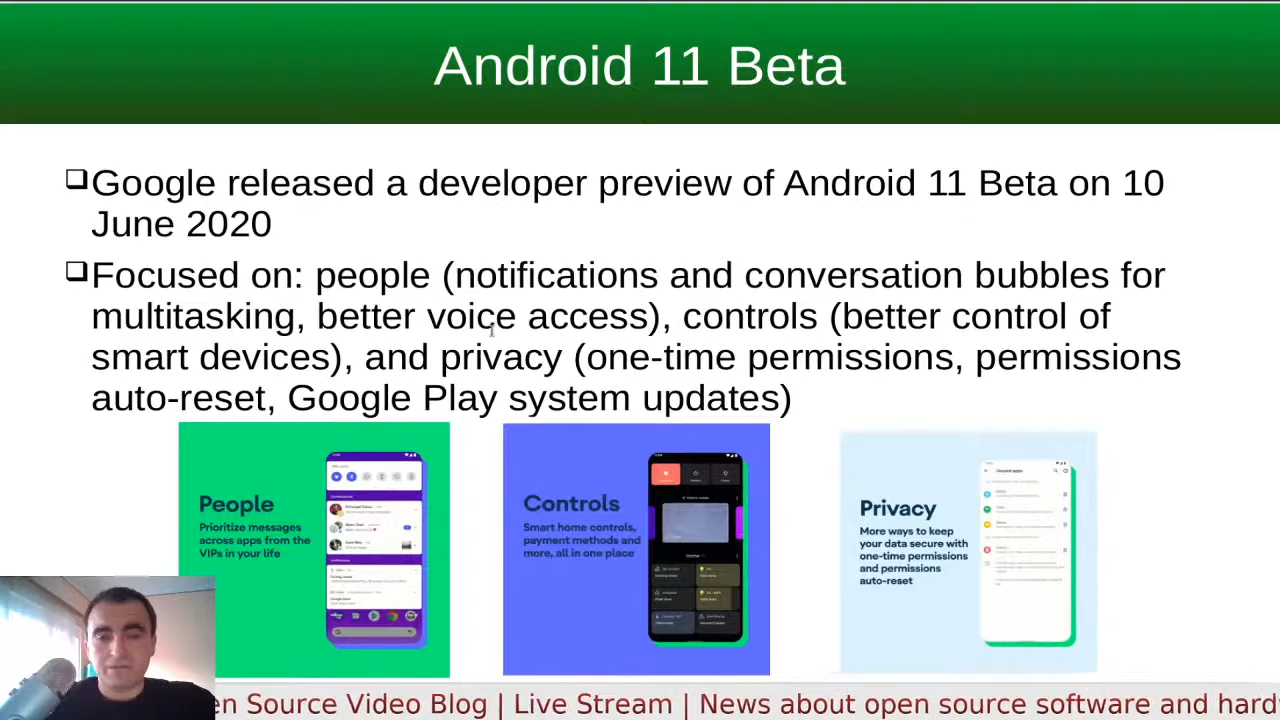 Android 11 Beta
Google released a developer preview of Android 11 Beta on 10
June 2020
Focused on: people (notifications and conversation bubbles for
multitasking, better voice access), controls (better control of
smart devices), and privacy (one-time permissions, permissions
auto-reset, Google Play system updates)
People
Prioritize messages
across apps from the
VIPs in your life
Controls
Smart home controls,
payment methods and
more, all in one place
Privacy
More ways to keep
your data secure with
one-time permissions
and permissions
auto-reset
Unused apps
en Source Video Blog | Live Stream | News about open source software and hard